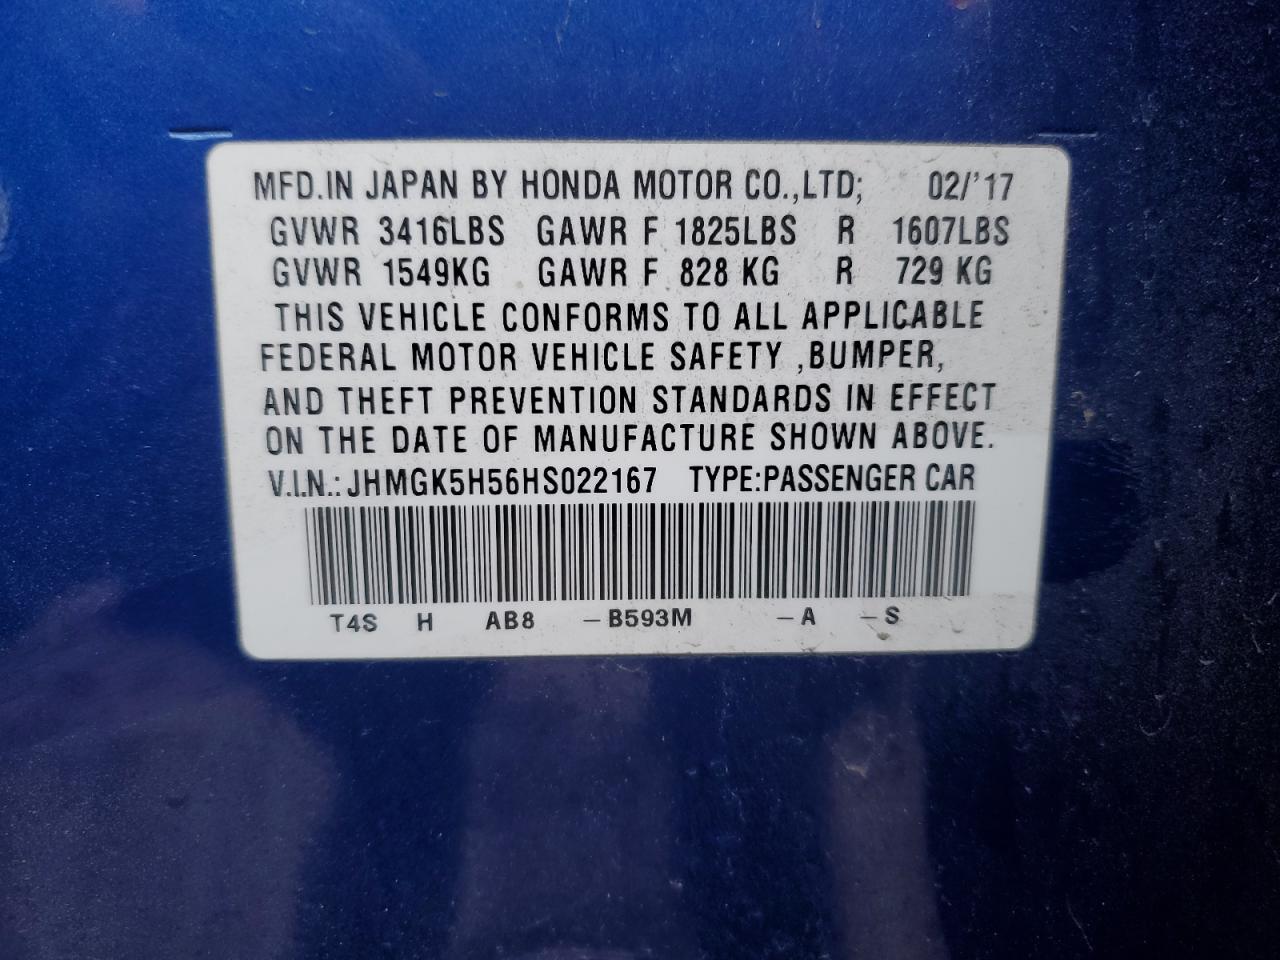 MFD.IN JAPAN BY HONDA MOTOR CO.,LTD; 02/'17
GVWR 3416LBS GAWR F 1825LBS R 1607LBS
GVWR 1549KG GAWR F 828 KG R 729 KG
THIS VEHICLE CONFORMS TO ALL APPLICABLE
FEDERAL MOTOR VEHICLE SAFETY ,BUMPER,
AND THEFT PREVENTION STANDARDS IN EFFECT
ON THE DATE OF MANUFACTURE SHOWN ABOVE.
V.I.N.: JHMGK5H56HS022167 TYPE:PASSENGER CAR
T4S H AB8 –B593M –A –S